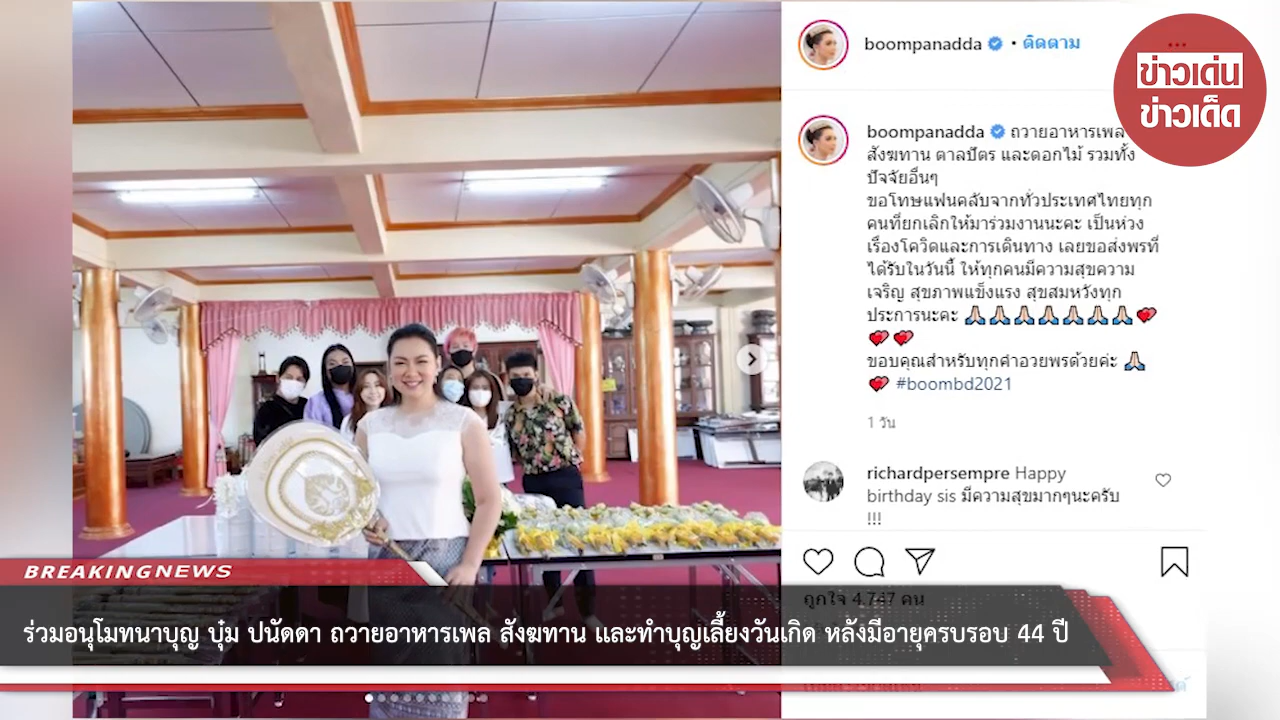 boompanadda • ติดตาม
ข่าวเด่น
ข่าวเด็ด
boompanadda ถวายอาหารเพล
สังฆทาน ตาลปัตร และดอกไม้ รวมทั้ง
ปัจจัยอื่นๆ
ขอโทษแฟนคลับจากทั่วประเทศไทยทุก
คนที่ยกเลิกให้มาร่วมงานนะคะ เป็นห่วง
เรื่องโควิดและการเดินทาง เลยขอส่งพรที่
ได้รับในวันนี้ ให้ทุกคนมีความสุขความ
เจริญ สุขภาพแข็งแรง สุขสมหวังทุก
ประการนะคะ 🙏🏻🙏🏻🙏🏻🙏🏻🙏🏻🙏🏻🙏🏻💕
💕💕
ขอบคุณสำหรับทุกคำอวยพรด้วยค่ะ 🙏🏻
💕 #boombd2021
1 วัน
richardpersempre Happy
birthday sis มีความสุขมากๆนะครับ
!!!
ถูกใจ 4,747 คน
BREAKINGNEWS
ร่วมอนุโมทนาบุญ บุ๋ม ปนัดดา ถวายอาหารเพล สังฆทาน และทำบุญเลี้ยงวันเกิด หลังมีอายุครบรอบ 44 ปี